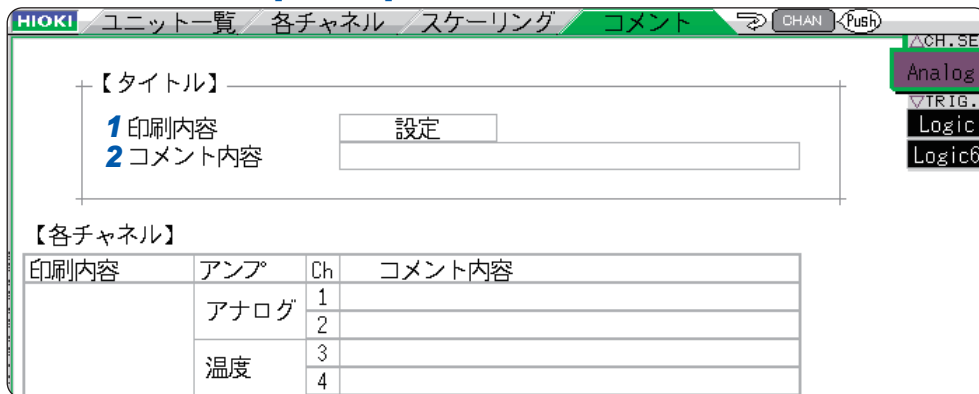 HIOKI ユニット一覧 各チャネル スケーリング コメント CHAN Push
△CH.SE
Analog
▽TRIG.
Logic
Logic6
【タイトル】
1 印刷内容 設定
2 コメント内容
【各チャネル】
印刷内容 アンプ Ch コメント内容
アナログ 1
2
温度 3
4